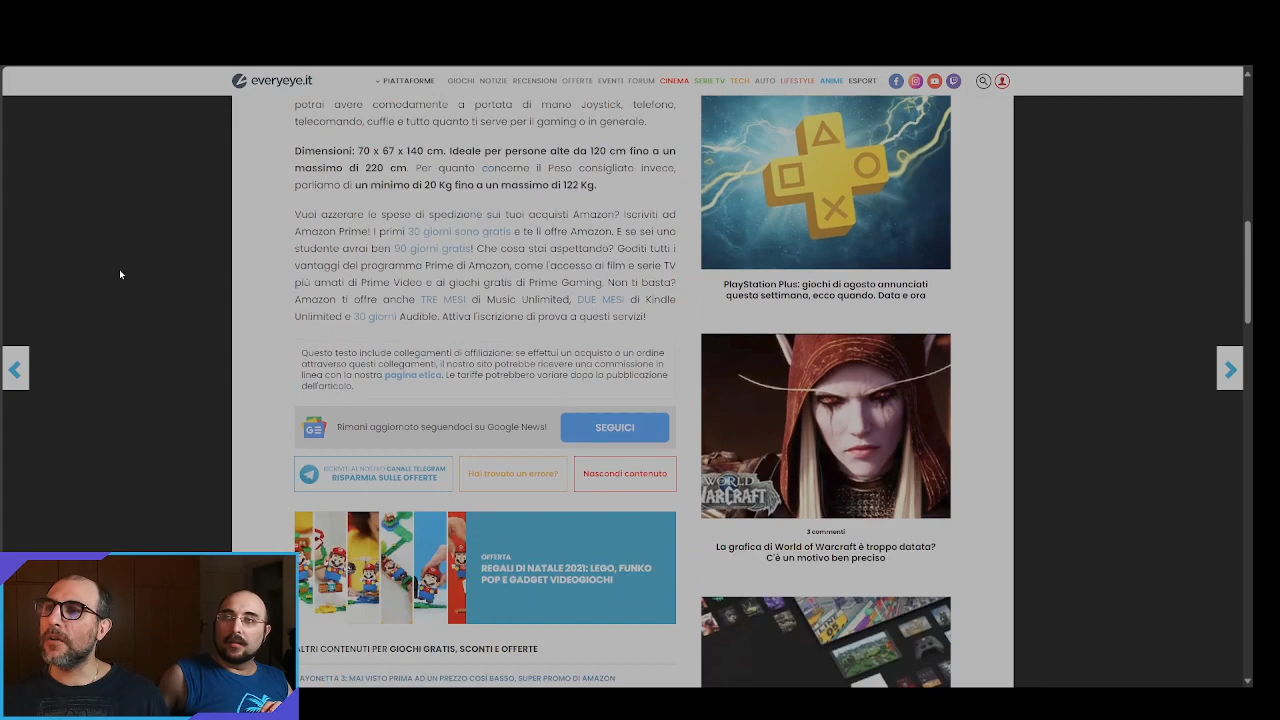 everyeye.it
PIATTAFORME GIOCHI NOTIZIE RECENSIONI OFFERTE EVENTI FORUM CINEMA SERIE TV TECH AUTO LIFESTYLE ANIME ESPORT
potrai avere comodamente a portata di mano Joystick, telefono,
telecomando, cuffie e tutto quanto ti serve per il gaming o in generale.
Dimensioni: 70 x 67 x 140 cm. Ideale per persone alte da 120 cm fino a un
massimo di 220 cm. Per quanto concerne il Peso consigliato invece,
parliamo di un minimo di 20 Kg fino a un massimo di 122 Kg.
Vuoi azzerare le spese di spedizione sui tuoi acquisti Amazon? Iscriviti ad
Amazon Prime! I primi 30 giorni sono gratis e te li offre Amazon. E se sei uno
studente avrai ben 90 giorni gratis! Che cosa stai aspettando? Goditi tutti i
vantaggi del programma Prime di Amazon, come l'accesso ai film e serie TV
più amati di Prime Video e ai giochi gratis di Prime Gaming. Non ti basta?
Amazon ti offre anche TRE MESI di Music Unlimited, DUE MESI di Kindle
Unlimited e 30 giorni Audible. Attiva l'iscrizione di prova a questi servizi!
Questo testo include collegamenti di affiliazione: se effettui un acquisto o un ordine
attraverso questi collegamenti, il nostro sito potrebbe ricevere una commissione in
linea con la nostra pagina etica. Le tariffe potrebbero variare dopo la pubblicazione
dell'articolo.
GE
Rimani aggiornato seguendoci su Google News!
SEGUICI
ISCRIVITI AL NOSTRO CANALE TELEGRAM
RISPARMIA SULLE OFFERTE
Hai trovato un errore?
Nascondi contenuto
OFFERTA
REGALI DI NATALE 2021: LEGO, FUNKO
POP E GADGET VIDEOGIOCHI
ALTRI CONTENUTI PER GIOCHI GRATIS, SCONTI E OFFERTE
BAYONETTA 3: MAI VISTO PRIMA AD UN PREZZO COSÌ BASSO, SUPER PROMO DI AMAZON
PlayStation Plus: giochi di agosto annunciati
questa settimana, ecco quando. Data e ora
WORLD
WARCRAFT
3 commenti
La grafica di World of Warcraft è troppo datata?
C'è un motivo ben preciso